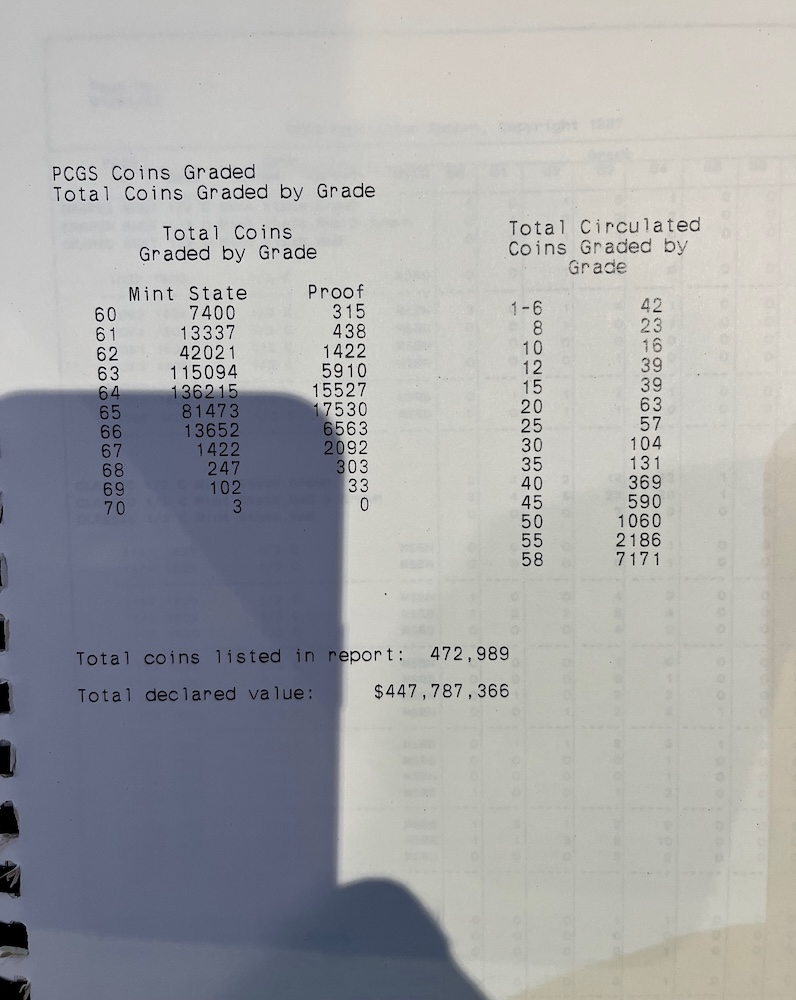 PCGS Coins Graded
Total Coins Graded by Grade
Total Coins
Graded by Grade
Mint State Proof
60 7400 315
61 13337 438
62 42021 1422
63 115094 5910
64 136215 15527
65 81473 17530
66 13652 6563
67 1422 2092
68 247 303
69 102 33
70 3 0
Total Circulated
Coins Graded by
Grade
1-6 42
8 23
10 16
12 39
15 39
20 63
25 57
30 104
35 131
40 369
45 590
50 1060
55 2186
58 7171
Total coins listed in report: 472,989
Total declared value: $447,787,366